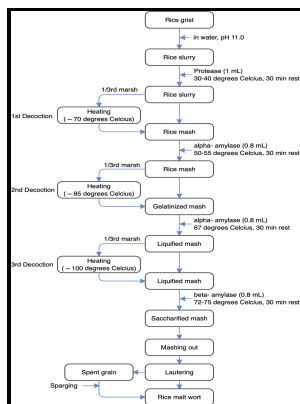 Rice grist
in water, pH 11.0
Rice slurry
Protease (1 mL)
30-40 degrees Celcius, 30 min rest
1/3rd marsh
Rice slurry
1st Decoction
Heating
(~ 70 degrees Celcius)
Rice mash
alpha- amylase (0.8 mL)
50-55 degrees Celcius, 30 min rest
1/3rd marsh
Rice mash
2nd Decoction
Heating
(~ 85 degrees Celcius)
Gelatinized mash
alpha- amylase (0.8 mL)
67 degrees Celcius, 30 min rest
1/3rd marsh
Liquified mash
3rd Decoction
Heating
(~ 100 degrees Celcius)
Liquified mash
beta- amylase (0.8 mL)
72-75 degrees Celcius, 30 min rest
Saccharified mash
Mashing out
Spent grain
Lautering
Sparging
Rice malt wort